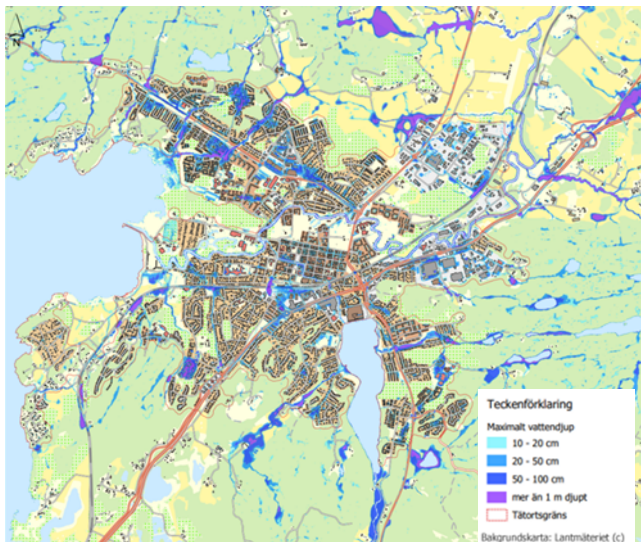 N
Teckenförklaring
Maximalt vattendjup
10 - 20 cm
20 - 50 cm
50 - 100 cm
mer än 1 m djupt
Tätortsgräns
Bakgrundskarta: Lantmäteriet (c)